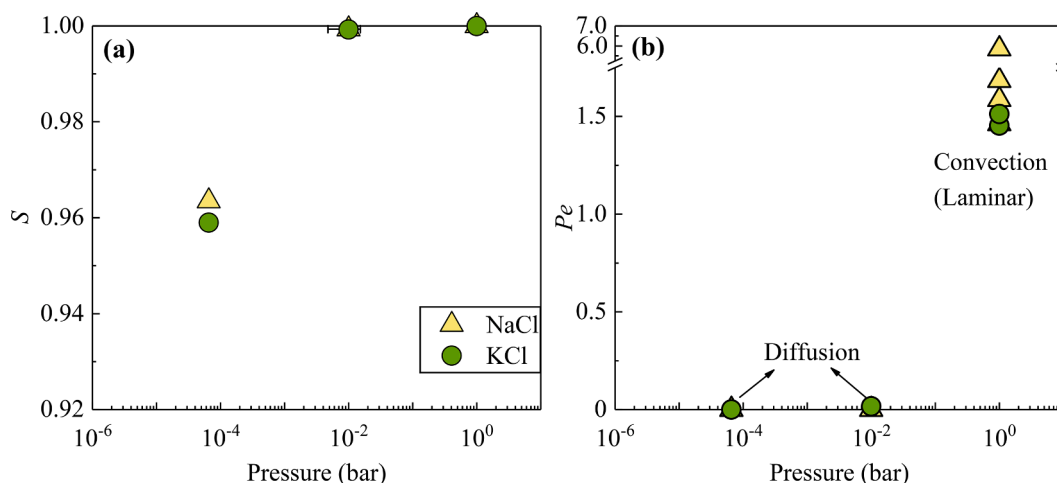 (a)
1.00
0.98
0.96
0.94
0.92
S
NaCl
KCl
10⁻⁶
10⁻⁴
10⁻²
10⁰
Pressure (bar)
(b)
7.0
6.0
1.5
1.0
0.5
0
Pe
Convection
(Laminar)
Diffusion
10⁻⁶
10⁻⁴
10⁻²
10⁰
Pressure (bar)